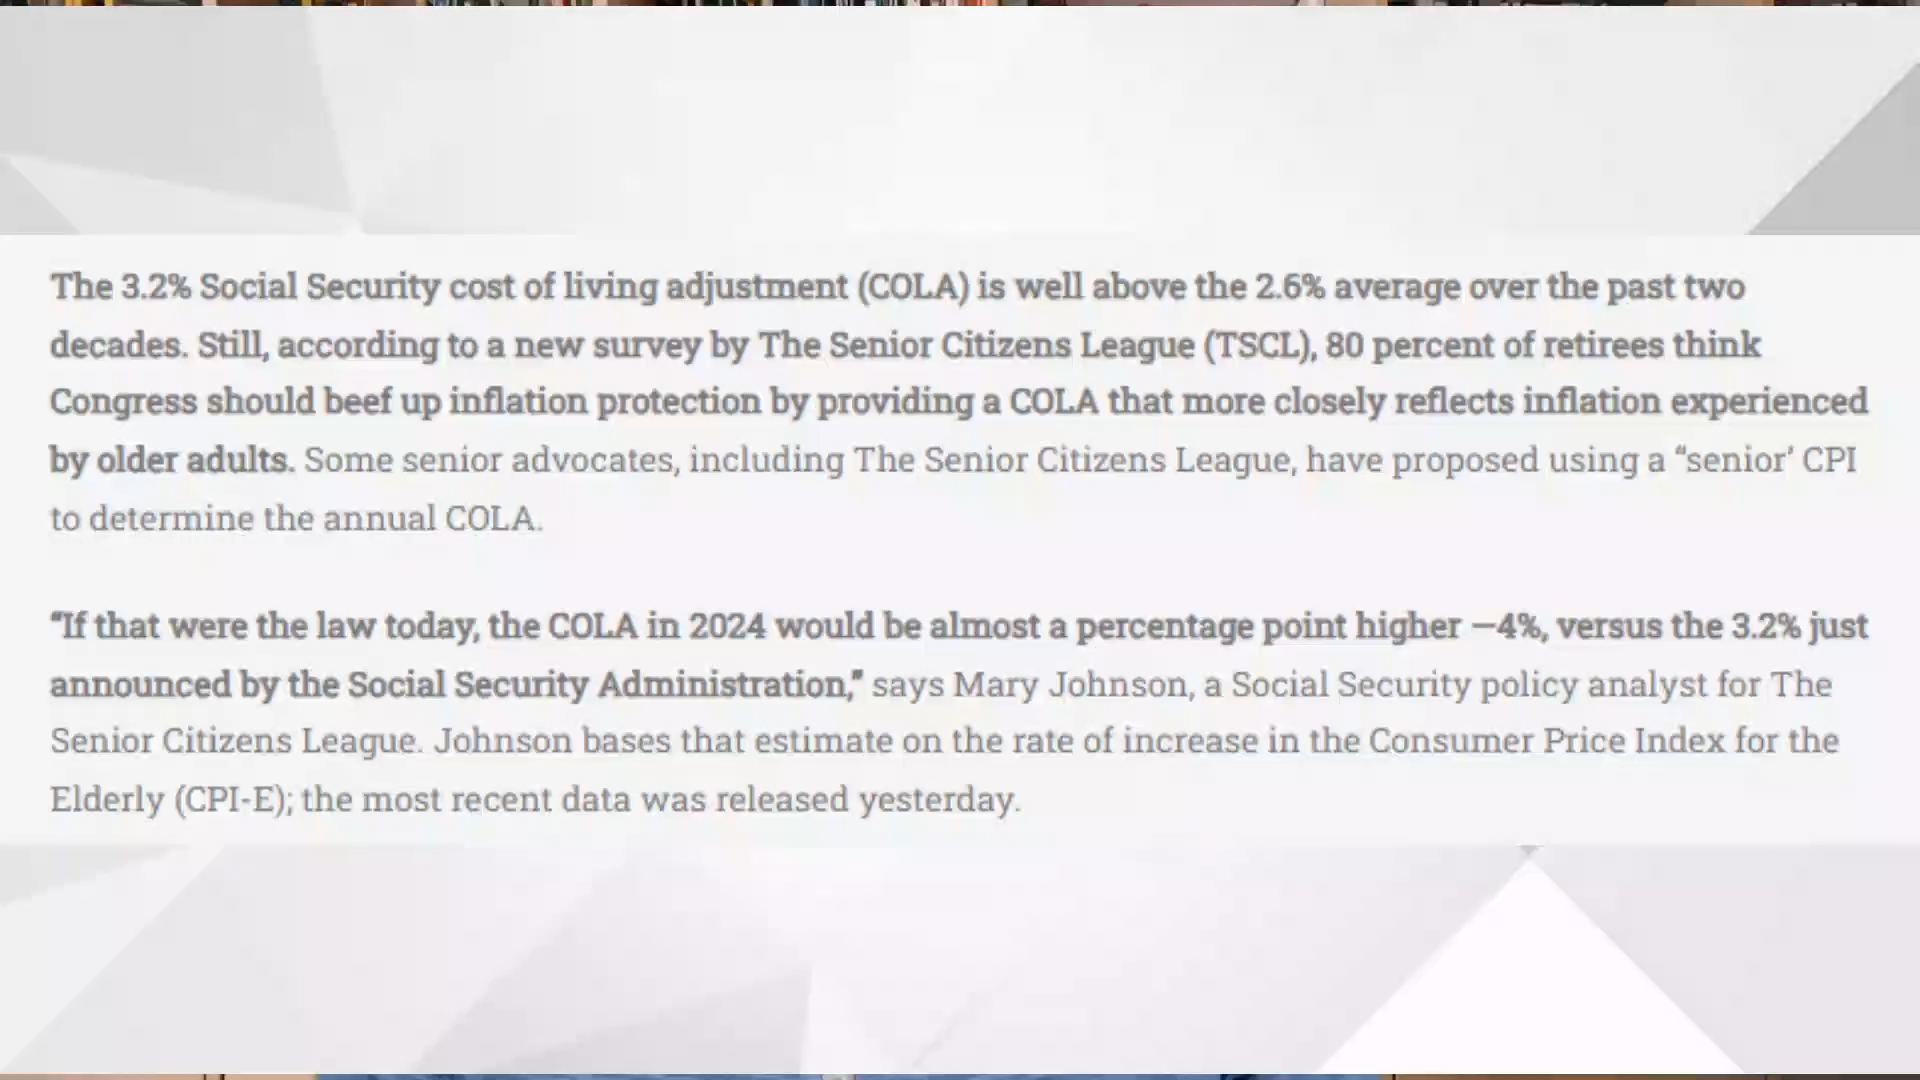 The 3.2% Social Security cost of living adjustment (COLA) is well above the 2.6% average over the past two
decades. Still, according to a new survey by The Senior Citizens League (TSCL), 80 percent of retirees think
Congress should beef up inflation protection by providing a COLA that more closely reflects inflation experienced
by older adults. Some senior advocates, including The Senior Citizens League, have proposed using a “senior’ CPI
to determine the annual COLA.
“If that were the law today, the COLA in 2024 would be almost a percentage point higher —4%, versus the 3.2% just
announced by the Social Security Administration,” says Mary Johnson, a Social Security policy analyst for The
Senior Citizens League. Johnson bases that estimate on the rate of increase in the Consumer Price Index for the
Elderly (CPI-E); the most recent data was released yesterday.